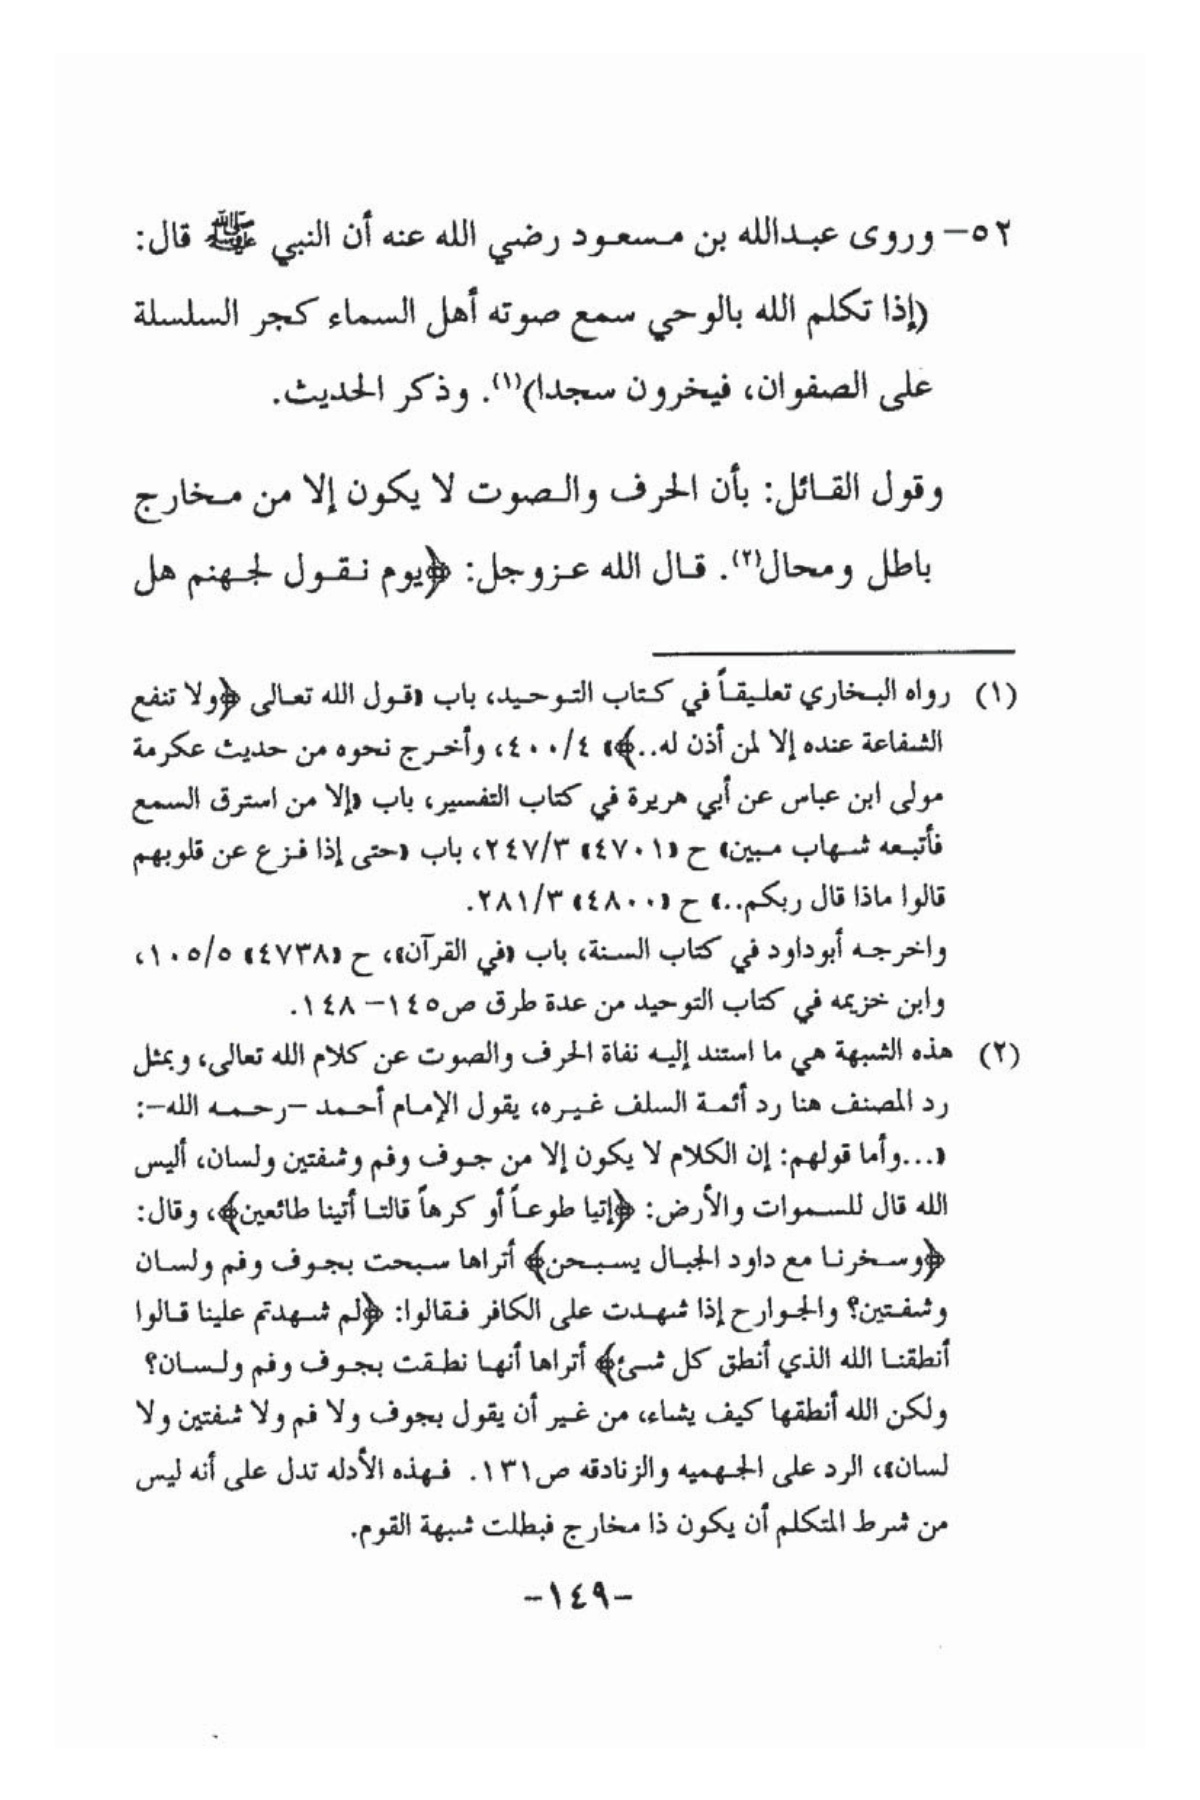 ٥٢- وروى عبدالله بن مسعود رضي الله عنه أن النبي ﷺ قال:
(إذا تكلم الله بالوحي سمع صوته أهل السماء كجر السلسلة
على الصفوان، فيخرون سجدا)(١). وذكر الحديث.
وقول القائل: بأن الحرف والصوت لا يكون إلا من مخارج
باطل ومحال(٢). قال الله عزوجل: ﴿يوم نقول لجهنم هل
(١) رواه البخاري تعليقاً في كتاب التوحيد، باب «قول الله تعالى ﴿ولا تنفع
الشفاعة عنده إلا لمن أذن له..﴾» ٤٠٠/٤، وأخرج نحوه من حديث عكرمة
مولى ابن عباس عن أبي هريرة في كتاب التفسير، باب «إلا من استرق السمع
فأتبعه شهاب مبين» ح «٤٧٠١» ٢٤٧/٣، باب «حتى إذا فزع عن قلوبهم
قالوا ماذا قال ربكم..» ح «٤٨٠٠» ٢٨١/٣.
واخرجه أبوداود في كتاب السنة، باب «في القرآن»، ح «٤٧٣٨» ١٠٥/٥،
وابن خزيمه في كتاب التوحيد من عدة طرق ص١٤٥- ١٤٨.
(٢) هذه الشبهة هي ما استند إليه نفاة الحرف والصوت عن كلام الله تعالى، وبمثل
رد المصنف هنا رد أئمة السلف غيره، يقول الإمام أحمد -رحمه الله-:
«...وأما قولهم: إن الكلام لا يكون إلا من جوف وفم وشفتين ولسان، أليس
الله قال للسموات والأرض: ﴿إتيا طوعاً أو كرهاً قالتا أتينا طائعين﴾، وقال:
﴿وسخرنا مع داود الجبال يسبحن﴾ أتراها سبحت بجوف وفم ولسان
وشفتين؟ والجوارح إذا شهدت على الكافر فقالوا: ﴿لم شهدتم علينا قالوا
أنطقنا الله الذي أنطق كل شئ﴾ أتراها أنها نطقت بجوف وفم ولسان؟
ولكن الله أنطقها كيف يشاء، من غير أن يقول بجوف ولا فم ولا شفتين ولا
لسان»، الرد على الجهميه والزنادقه ص١٣١. فهذه الأدله تدل على أنه ليس
من شرط المتكلم أن يكون ذا مخارج فبطلت شبهة القوم.
-١٤٩-